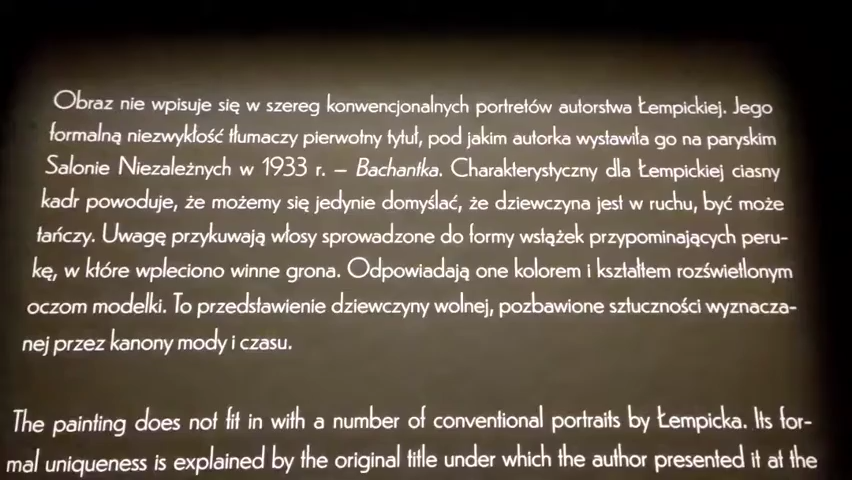 Obraz nie wpisuje się w szereg konwencjonalnych portretów autorstwa Łempickiej. Jego
formalną niezwykłość tłumaczy pierwotny tytuł, pod jakim autorka wystawiła go na paryskim
Salonie Niezależnych w 1933 r. – Bachantka. Charakterystyczny dla Łempickiej ciasny
kadr powoduje, że możemy się jedynie domyślać, że dziewczyna jest w ruchu, być może
tańczy. Uwagę przykuwają włosy sprowadzone do formy wstążek przypominających peru-
kę, w które wpleciono winne grona. Odpowiadają one kolorem i kształtem rozświetlonym
oczom modelki. To przedstawienie dziewczyny wolnej, pozbawione sztuczności wyznacza-
nej przez kanony mody i czasu.
The painting does not fit in with a number of conventional portraits by Łempicka. Its for-
mal uniqueness is explained by the original title under which the author presented it at the